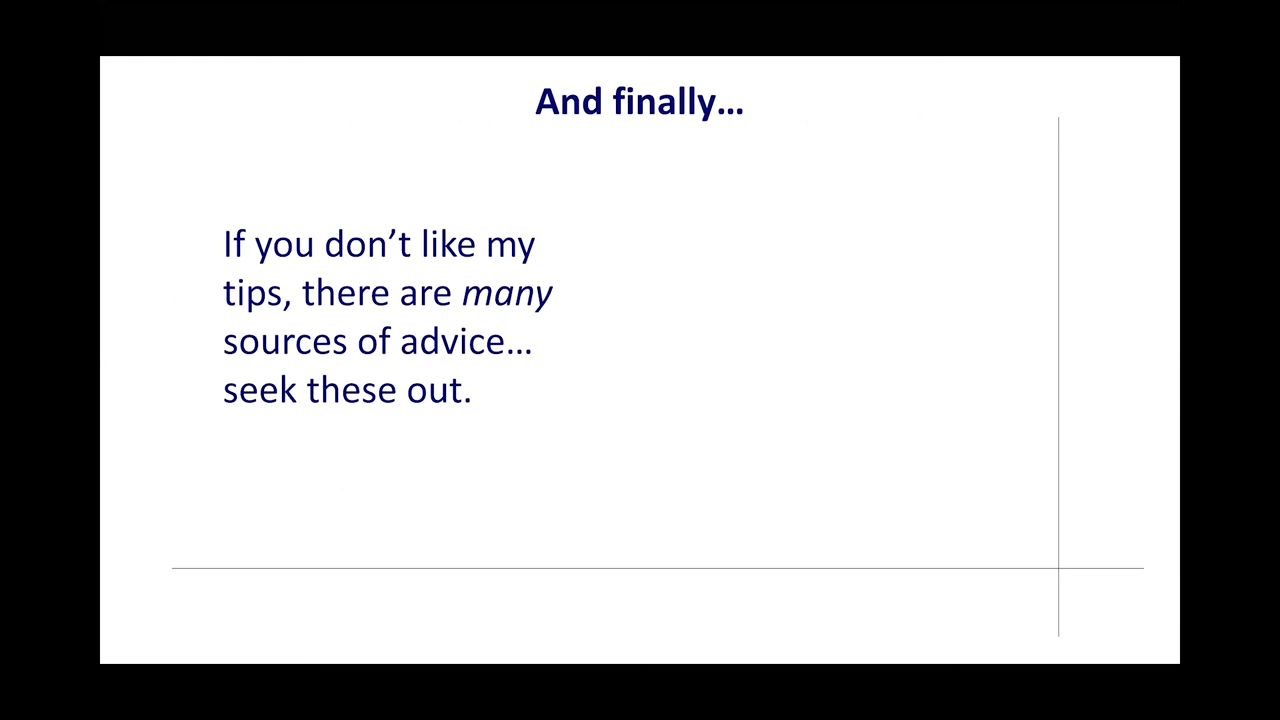 And finally…
If you don’t like my
tips, there are many
sources of advice…
seek these out.